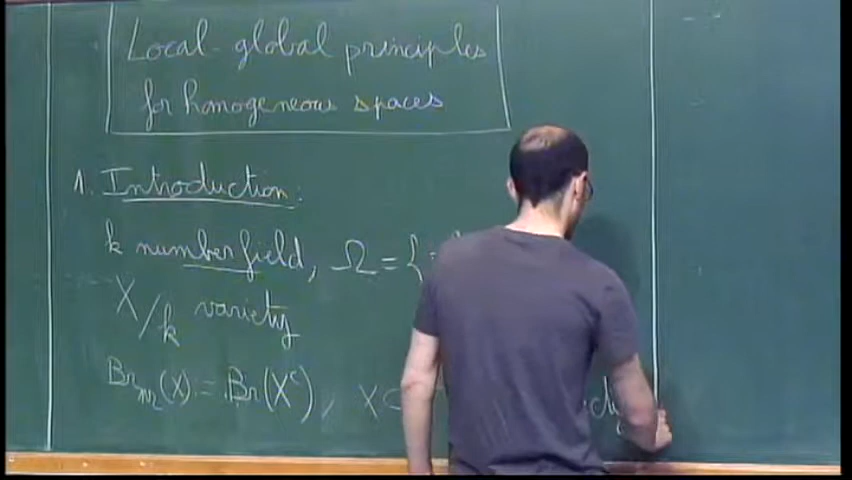 Local-global principles
for homogeneous spaces
1. Introduction:
k number field, Ω = {
X/k variety
Br_nr(X) := Br(X^c), X ⊂